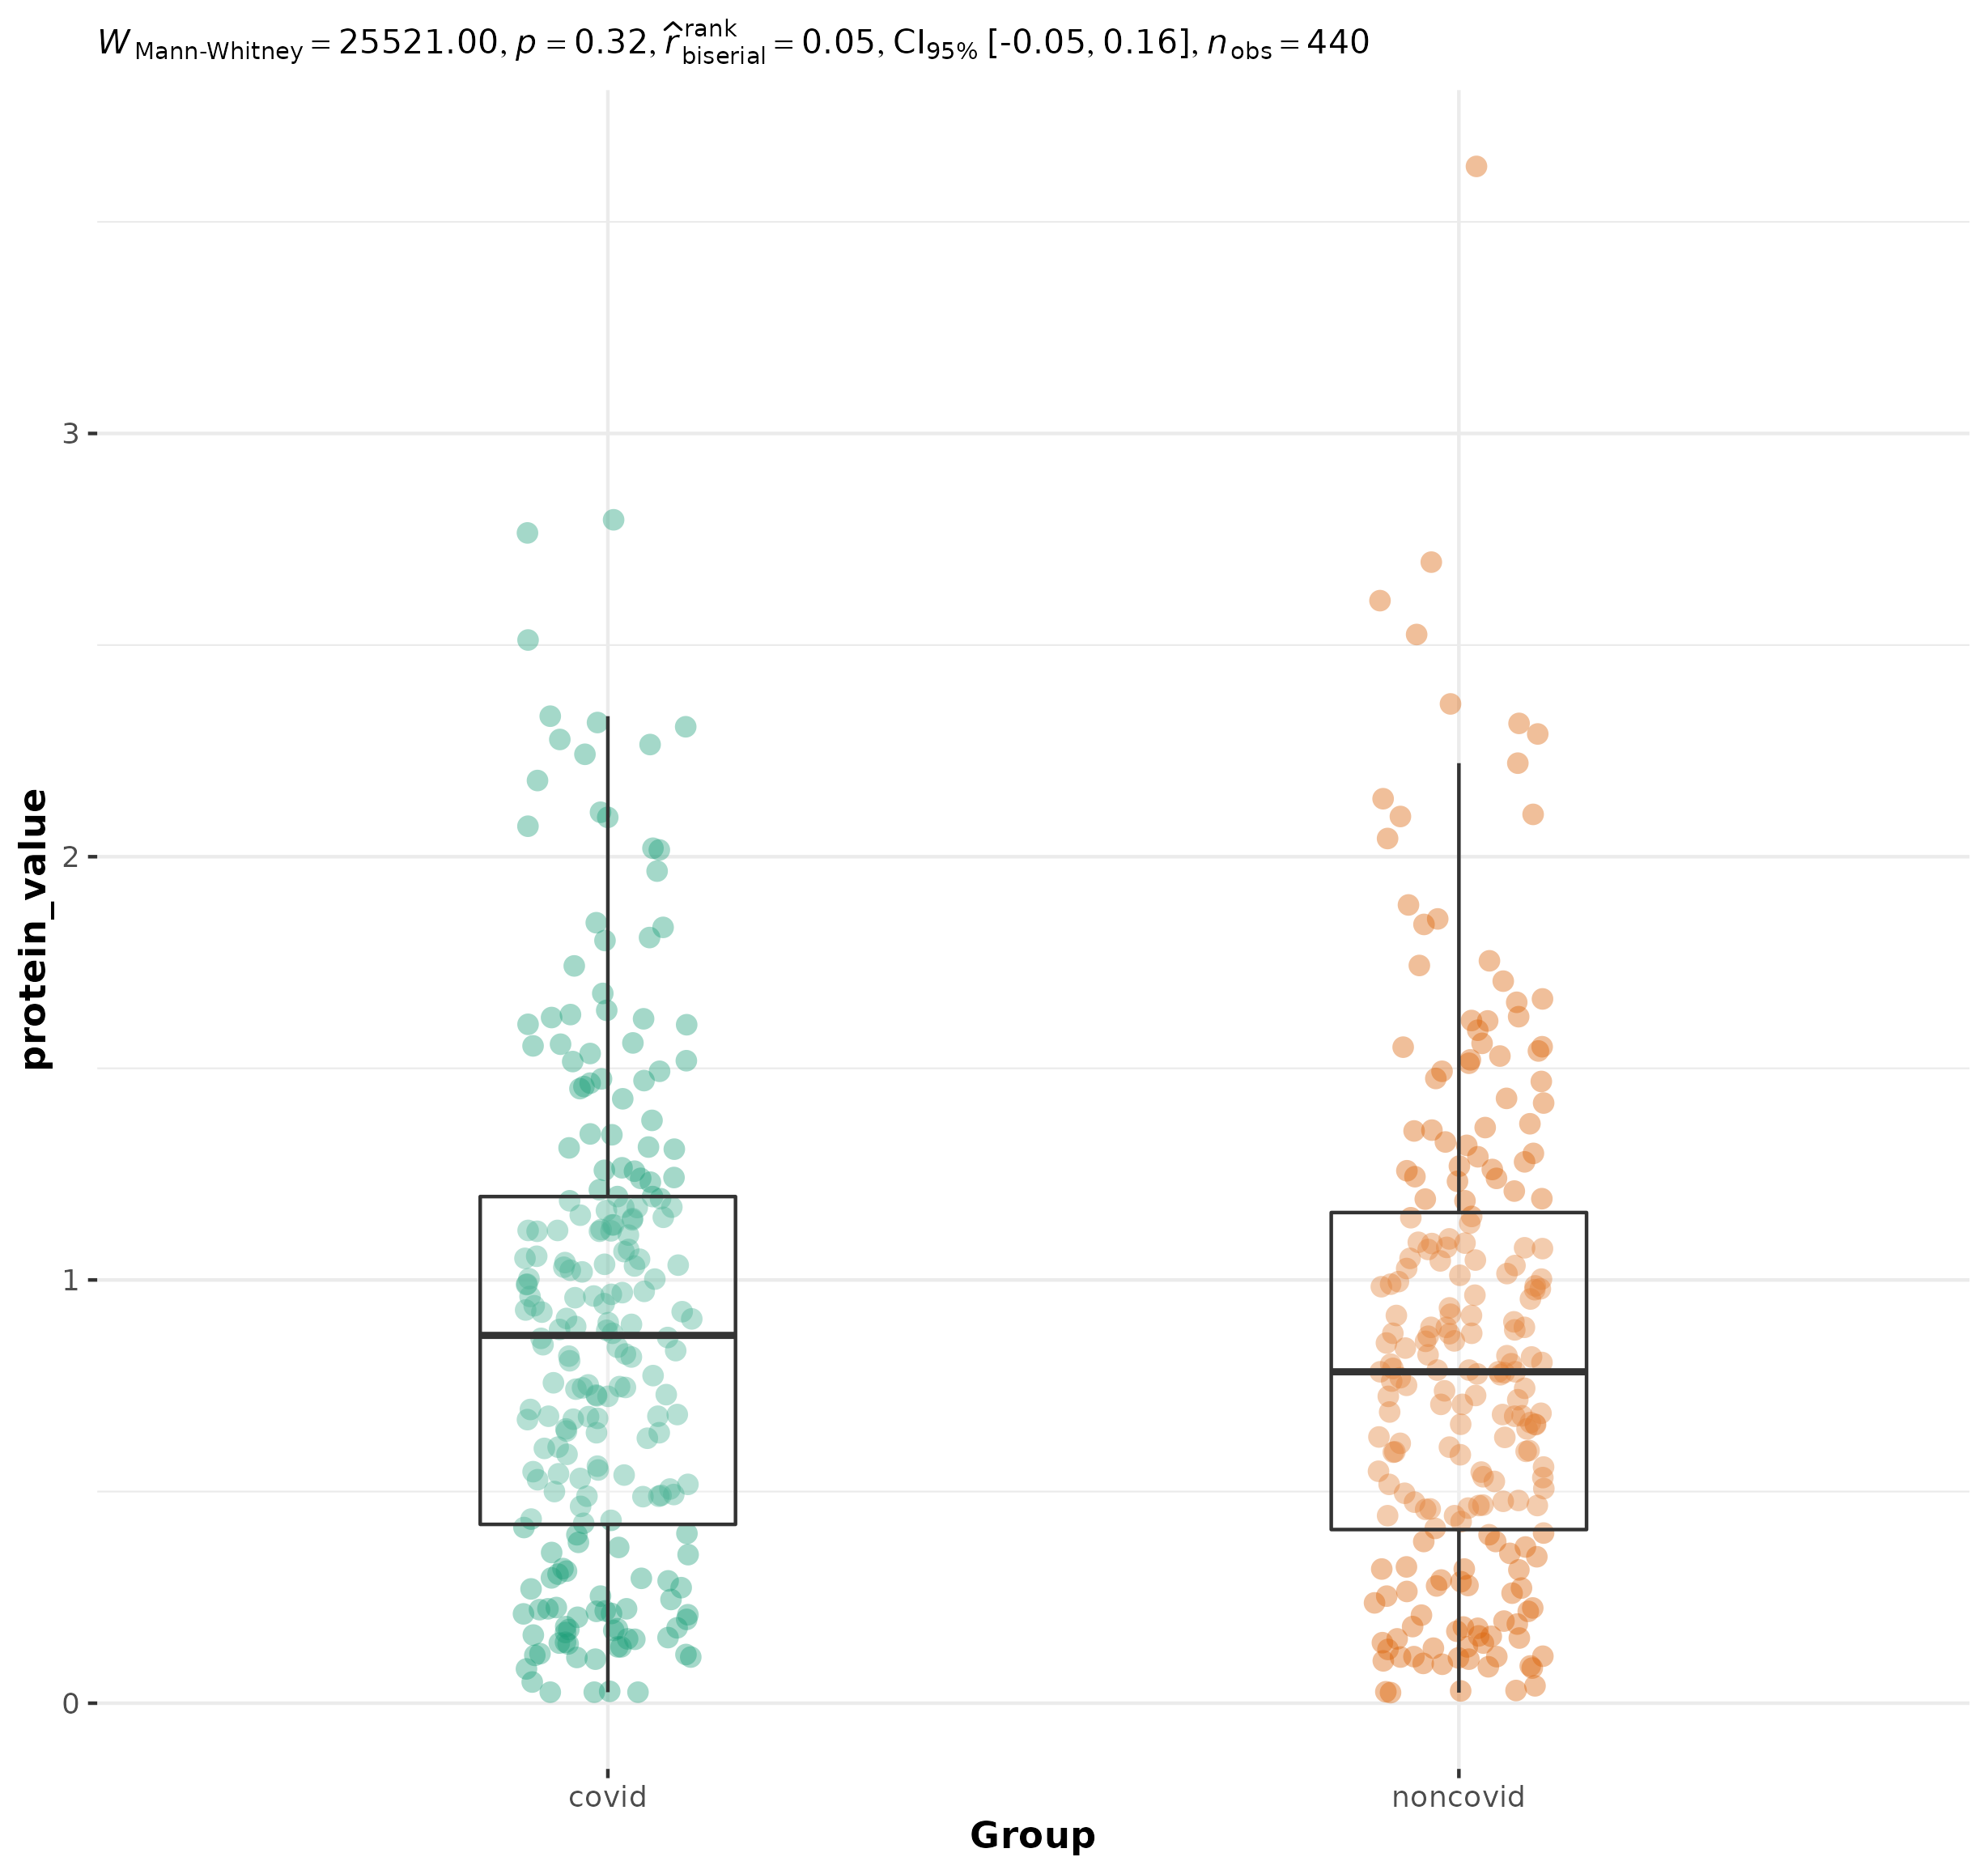 W Mann-Whitney = 25521.00, p = 0.32, r̂ rank biserial = 0.05, CI95% [-0.05, 0.16], n obs = 440
protein_value
3
2
1
0
covid noncovid
Group